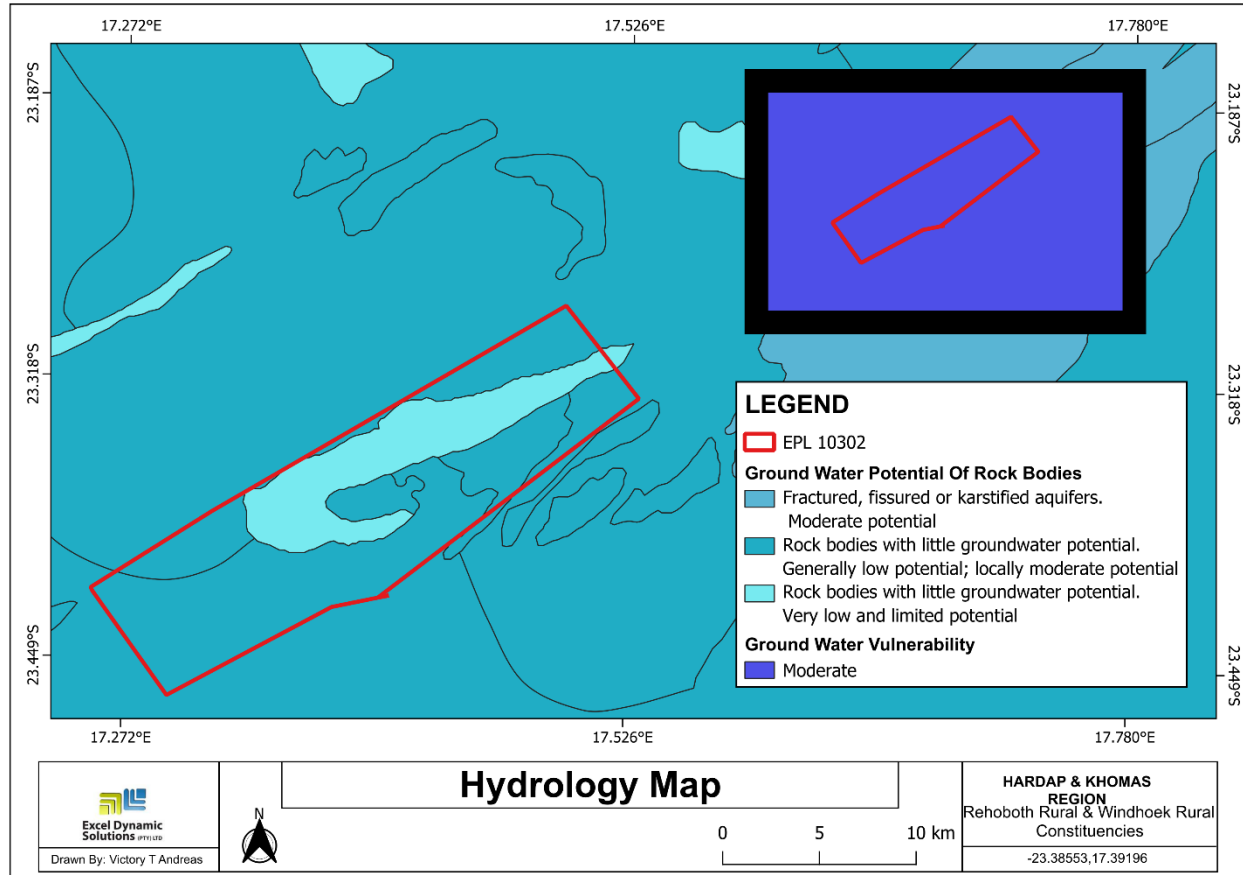 17.272°E
17.526°E
17.780°E
23.187°S
23.187°S
23.318°S
23.318°S
23.449°S
23.449°S
LEGEND
EPL 10302
Ground Water Potential Of Rock Bodies
Fractured, fissured or karstified aquifers.
Moderate potential
Rock bodies with little groundwater potential.
Generally low potential; locally moderate potential
Rock bodies with little groundwater potential.
Very low and limited potential
Ground Water Vulnerability
Moderate
17.272°E
17.526°E
17.780°E
Excel Dynamic
Solutions (PTY) LTD
Drawn By: Victory T Andreas
N
Hydrology Map
0 5 10 km
HARDAP & KHOMAS
REGION
Rehoboth Rural & Windhoek Rural
Constituencies
-23.38553,17.39196